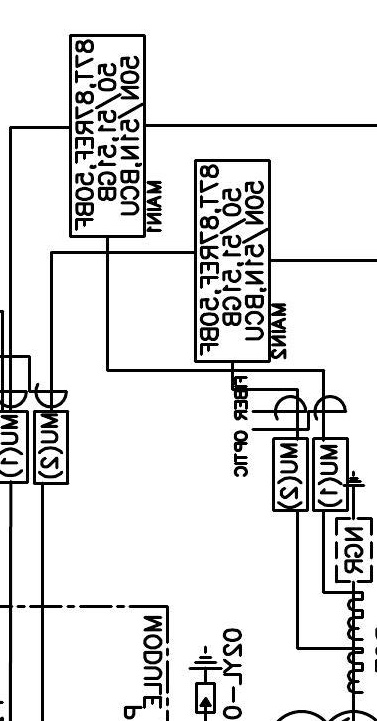 87T,87REF,50BF
50/51,51GB
50N/51N,BCU
MAIN1
87T,87REF,50BF
50/51,51GB
50N/51N,BCU
MAIN2
FIBER OPTIC
MU(1)
MU(2)
MU(2)
MU(1)
NGR
MODULE
02YL-0